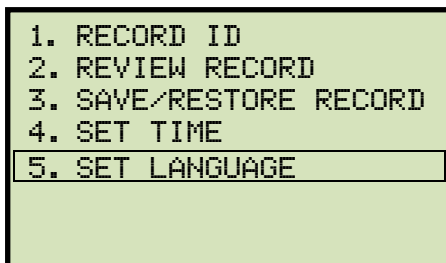 1. RECORD ID
2. REVIEW RECORD
3. SAVE/RESTORE RECORD
4. SET TIME
5. SET LANGUAGE